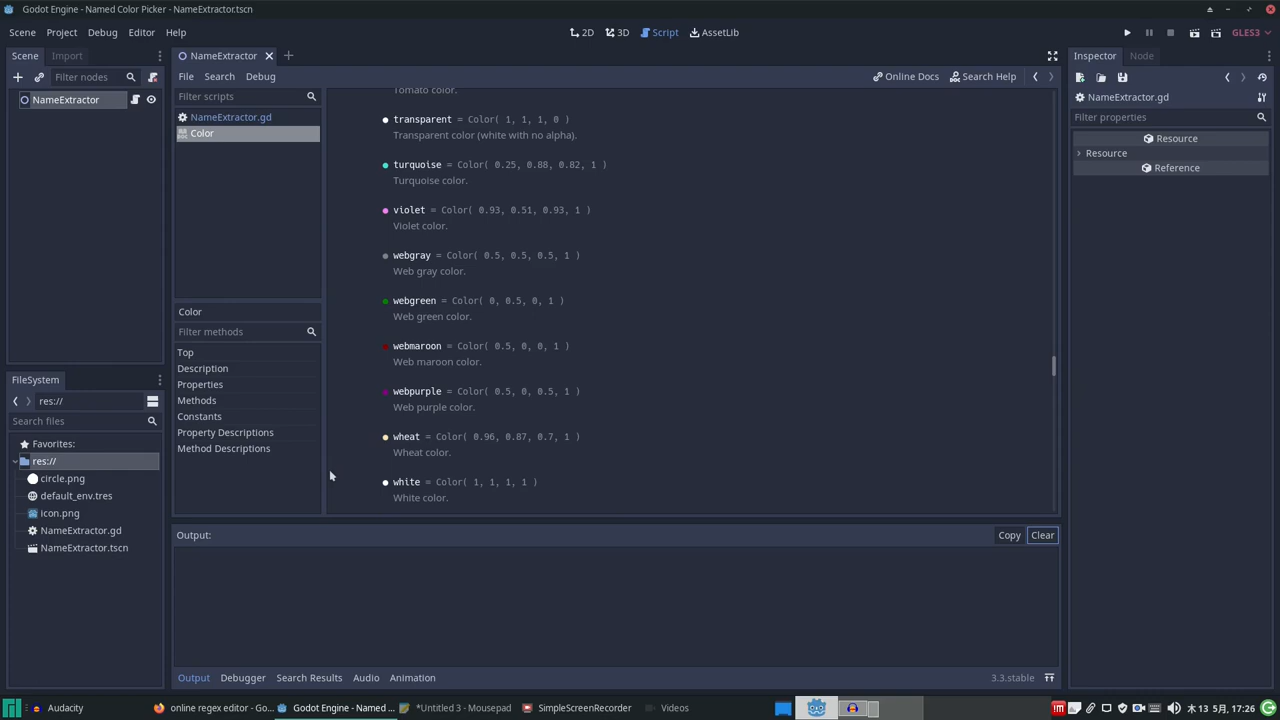 Godot Engine - Named Color Picker - NameExtractor.tscn
Scene Project Debug Editor Help
2D 3D Script AssetLib
GLES3
Scene Import
Filter nodes
NameExtractor
FileSystem
res://
Search files
Favorites:
res://
circle.png
default_env.tres
icon.png
NameExtractor.gd
NameExtractor.tscn
NameExtractor
File Search Debug
Online Docs Search Help
Filter scripts
NameExtractor.gd
Color
Color
Filter methods
Top
Description
Properties
Methods
Constants
Property Descriptions
Method Descriptions
Tomato color.
transparent = Color( 1, 1, 1, 0 )
Transparent color (white with no alpha).
turquoise = Color( 0.25, 0.88, 0.82, 1 )
Turquoise color.
violet = Color( 0.93, 0.51, 0.93, 1 )
Violet color.
webgray = Color( 0.5, 0.5, 0.5, 1 )
Web gray color.
webgreen = Color( 0, 0.5, 0, 1 )
Web green color.
webmaroon = Color( 0.5, 0, 0, 1 )
Web maroon color.
webpurple = Color( 0.5, 0, 0.5, 1 )
Web purple color.
wheat = Color( 0.96, 0.87, 0.7, 1 )
Wheat color.
white = Color( 1, 1, 1, 1 )
White color.
Output:
Copy Clear
Output Debugger Search Results Audio Animation
3.3.stable
Inspector Node
NameExtractor.gd
Filter properties
Resource
Resource
Reference
Audacity
online regex editor - Go...
Godot Engine - Named ...
*Untitled 3 - Mousepad
SimpleScreenRecorder
Videos
木 13 5月, 17:26